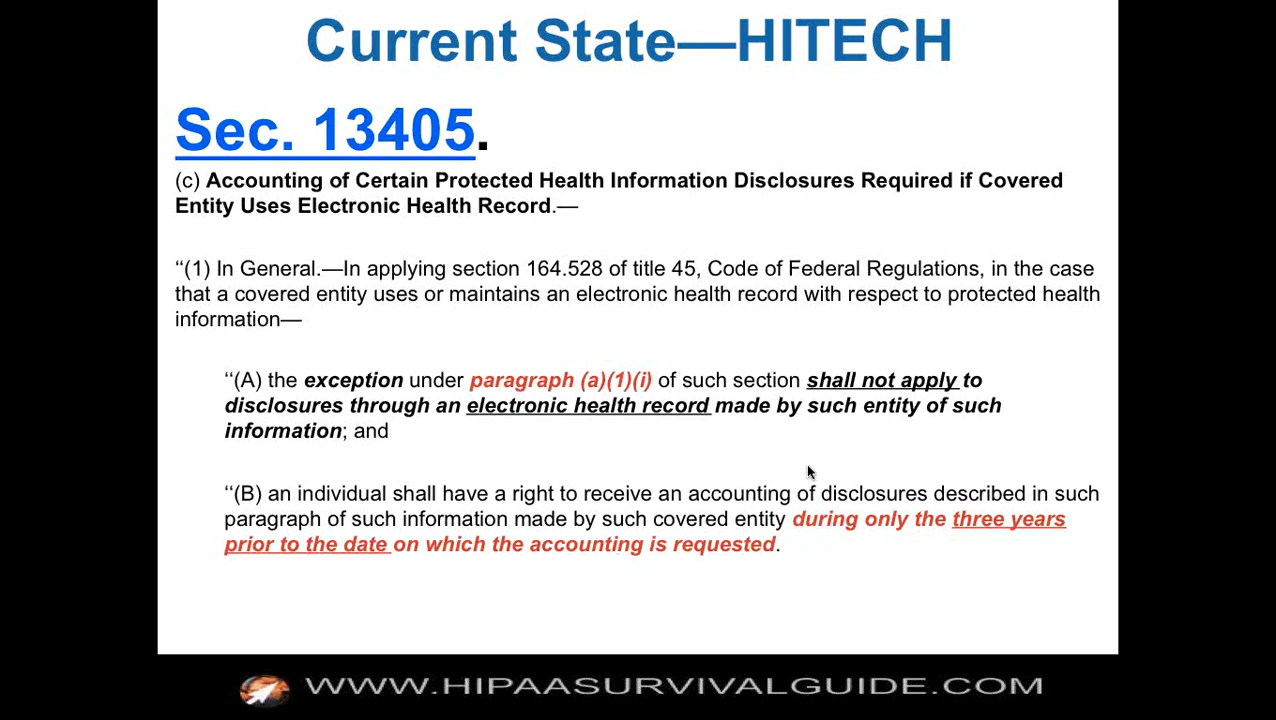 Current State—HITECH
Sec. 13405.
(c) Accounting of Certain Protected Health Information Disclosures Required if Covered
Entity Uses Electronic Health Record.—
‘‘(1) In General.—In applying section 164.528 of title 45, Code of Federal Regulations, in the case
that a covered entity uses or maintains an electronic health record with respect to protected health
information—
‘‘(A) the exception under paragraph (a)(1)(i) of such section shall not apply to
disclosures through an electronic health record made by such entity of such
information; and
‘‘(B) an individual shall have a right to receive an accounting of disclosures described in such
paragraph of such information made by such covered entity during only the three years
prior to the date on which the accounting is requested.
WWW.HIPAASURVIVALGUIDE.COM